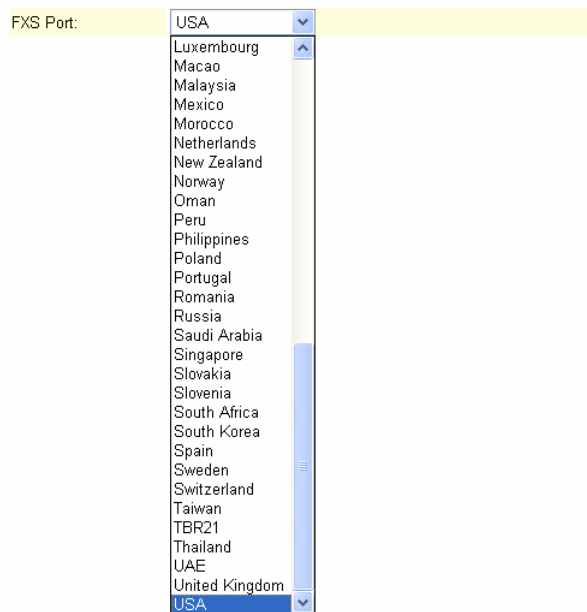 FXS Port: USA
Luxembourg
Macao
Malaysia
Mexico
Morocco
Netherlands
New Zealand
Norway
Oman
Peru
Philippines
Poland
Portugal
Romania
Russia
Saudi Arabia
Singapore
Slovakia
Slovenia
South Africa
South Korea
Spain
Sweden
Switzerland
Taiwan
TBR21
Thailand
UAE
United Kingdom
USA